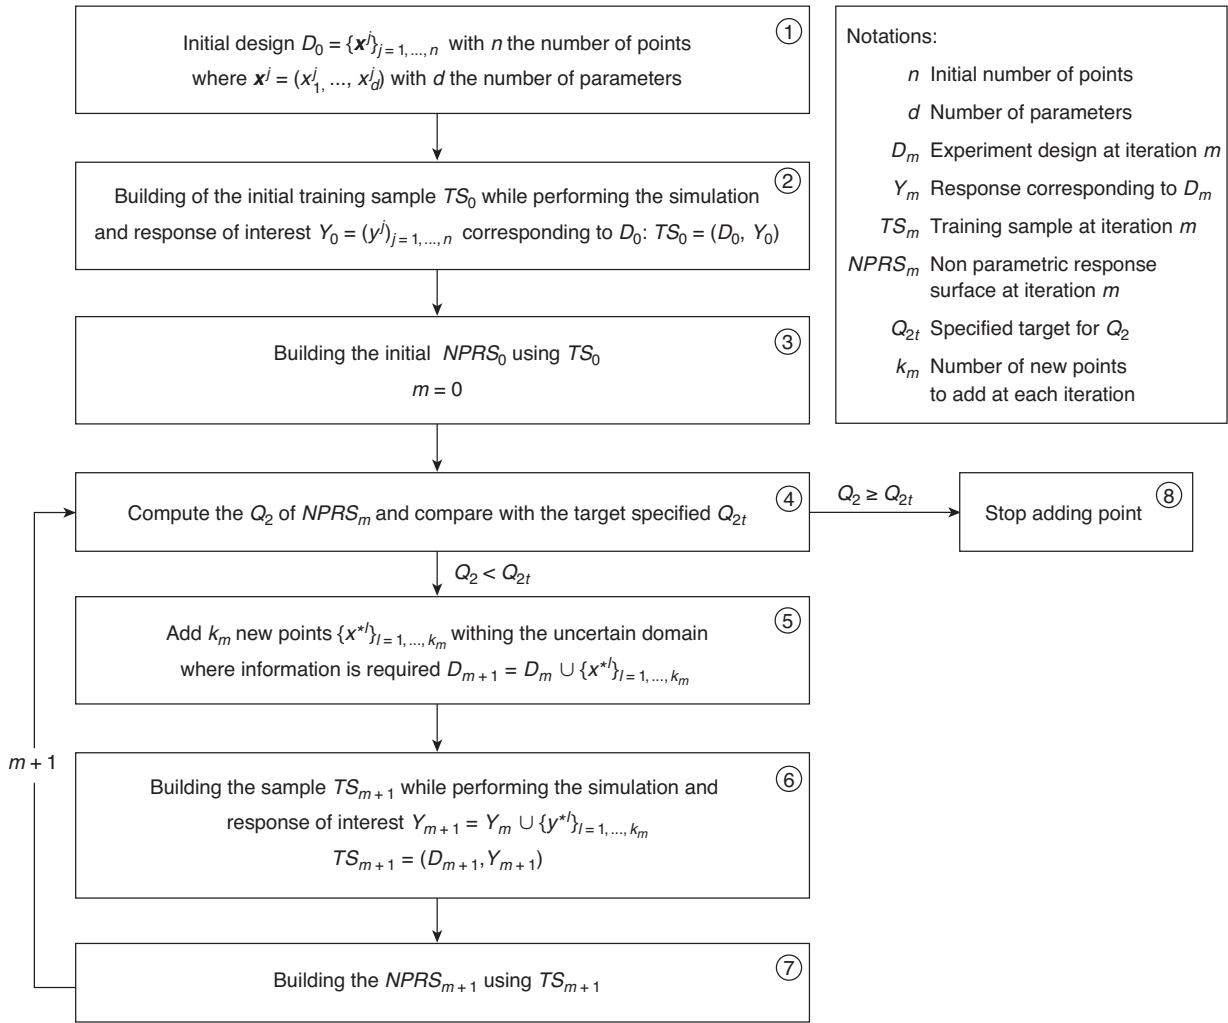 ①
Initial design D₀ = {xʲ}ⱼ = ₁, ..., ₙ with n the number of points
where xʲ = (xʲ₁, ..., xʲ_d) with d the number of parameters
②
Building of the initial training sample TS₀ while performing the simulation
and response of interest Y₀ = (yʲ)ⱼ = ₁, ..., ₙ corresponding to D₀: TS₀ = (D₀, Y₀)
③
Building the initial NPRS₀ using TS₀
m = 0
④
Compute the Q₂ of NPRSₘ and compare with the target specified Q₂ₜ
Q₂ ≥ Q₂ₜ
⑧
Stop adding point
Q₂ < Q₂ₜ
⑤
Add kₘ new points {x*ˡ}_l = 1, ..., kₘ withing the uncertain domain
where information is required Dₘ₊₁ = Dₘ ∪ {x*ˡ}_l = 1, ..., kₘ
m + 1
⑥
Building the sample TSₘ₊₁ while performing the simulation and
response of interest Yₘ₊₁ = Yₘ ∪ {y*ˡ}_l = 1, ..., kₘ
TSₘ₊₁ = (Dₘ₊₁, Yₘ₊₁)
⑦
Building the NPRSₘ₊₁ using TSₘ₊₁
Notations:
n Initial number of points
d Number of parameters
Dₘ Experiment design at iteration m
Yₘ Response corresponding to Dₘ
TSₘ Training sample at iteration m
NPRSₘ Non parametric response
surface at iteration m
Q₂ₜ Specified target for Q₂
kₘ Number of new points
to add at each iteration